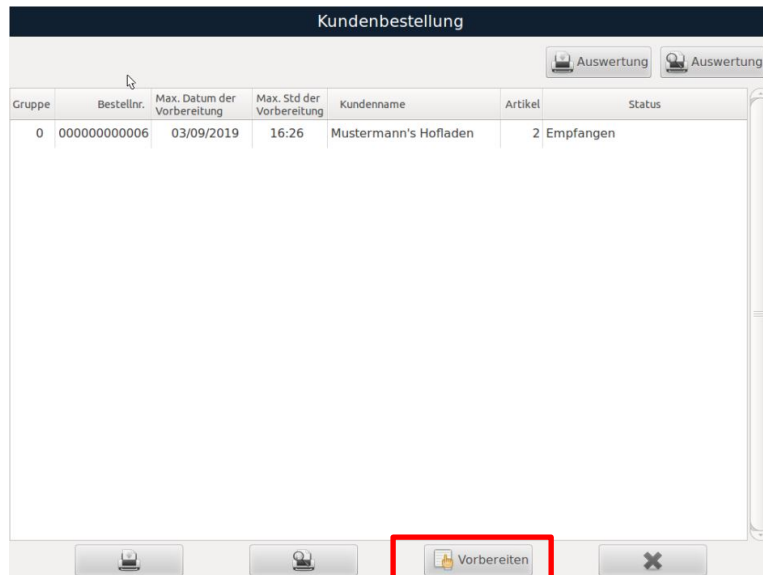 Kundenbestellung
Auswertung Auswertung
Gruppe Bestellnr. Max. Datum der Vorbereitung Max. Std der Vorbereitung Kundenname Artikel Status
0 000000000006 03/09/2019 16:26 Mustermann's Hofladen 2 Empfangen
Vorbereiten